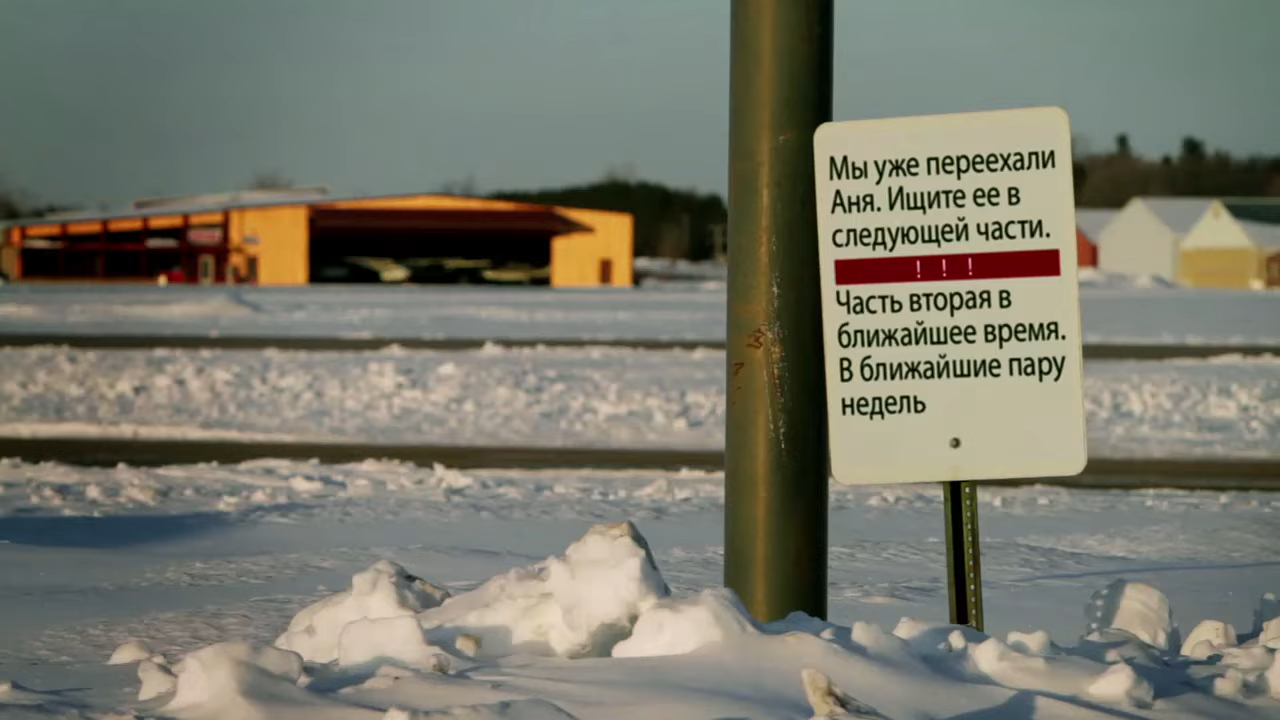 Мы уже переехали
Аня. Ищите ее в
следующей части.
! ! !
Часть вторая в
ближайшее время.
В ближайшие пару
недель